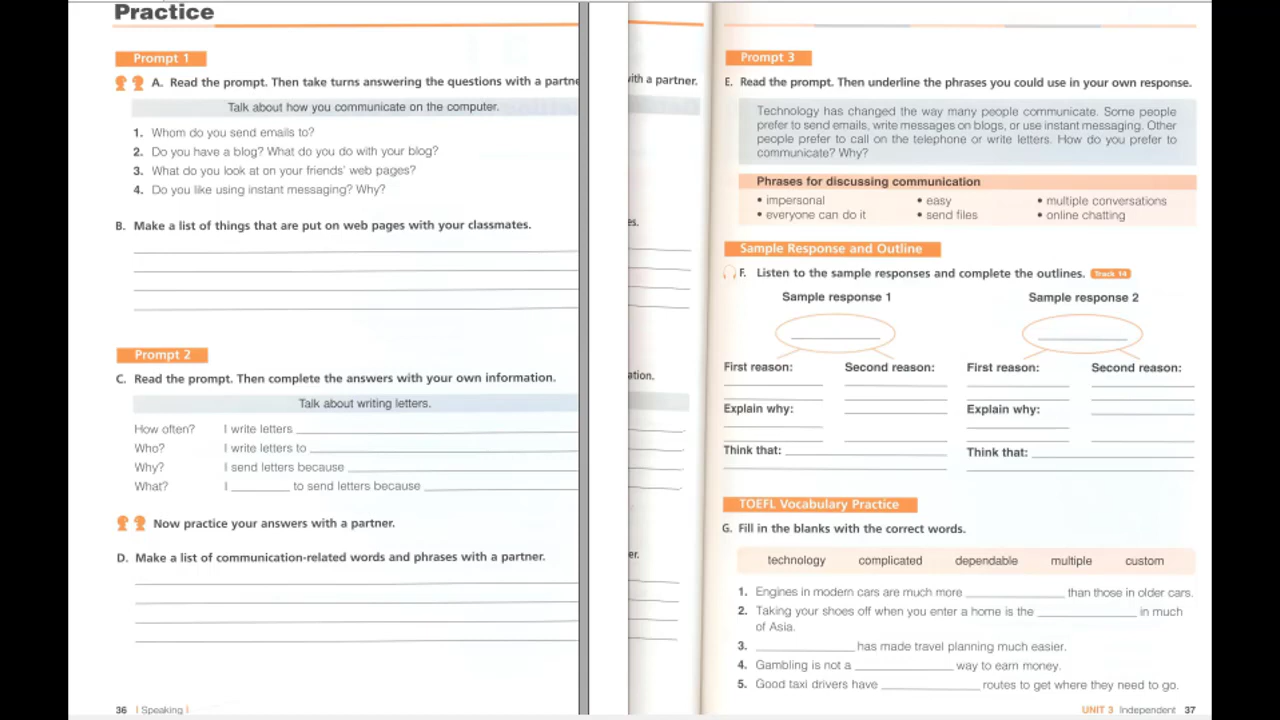 Practice
Prompt 1
A. Read the prompt. Then take turns answering the questions with a partne
Talk about how you communicate on the computer.
1. Whom do you send emails to?
2. Do you have a blog? What do you do with your blog?
3. What do you look at on your friends' web pages?
4. Do you like using instant messaging? Why?
B. Make a list of things that are put on web pages with your classmates.
Prompt 2
C. Read the prompt. Then complete the answers with your own information.
Talk about writing letters.
How often? I write letters
Who? I write letters to
Why? I send letters because
What? I ________ to send letters because
Now practice your answers with a partner.
D. Make a list of communication-related words and phrases with a partner.
36 | Speaking |
with a partner.
es.
ation.
er.
Prompt 3
E. Read the prompt. Then underline the phrases you could use in your own response.
Technology has changed the way many people communicate. Some people
prefer to send emails, write messages on blogs, or use instant messaging. Other
people prefer to call on the telephone or write letters. How do you prefer to
communicate? Why?
Phrases for discussing communication
• impersonal • easy • multiple conversations
• everyone can do it • send files • online chatting
Sample Response and Outline
F. Listen to the sample responses and complete the outlines. Track 14
Sample response 1 Sample response 2
First reason: Second reason: First reason: Second reason:
Explain why: Explain why:
Think that: Think that:
TOEFL Vocabulary Practice
G. Fill in the blanks with the correct words.
technology complicated dependable multiple custom
1. Engines in modern cars are much more ____________ than those in older cars.
2. Taking your shoes off when you enter a home is the ____________ in much
of Asia.
3. ____________ has made travel planning much easier.
4. Gambling is not a ____________ way to earn money.
5. Good taxi drivers have ____________ routes to get where they need to go.
UNIT 3 Independent 37